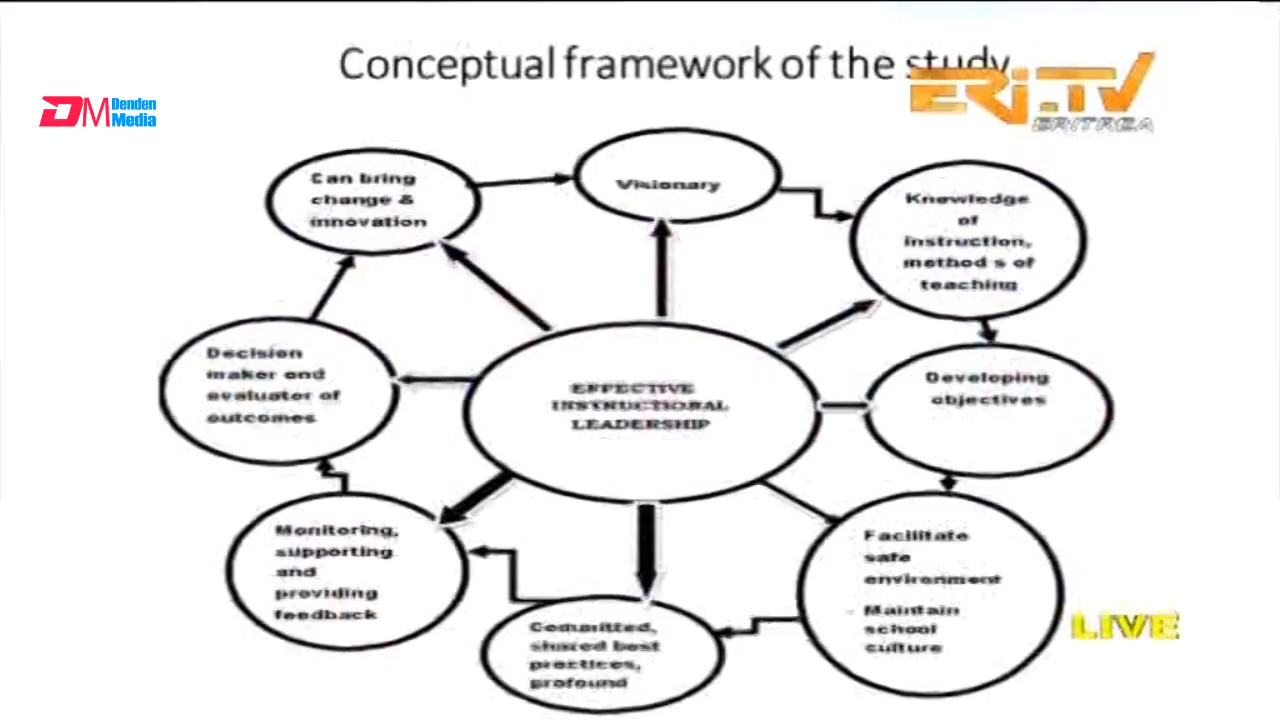 Conceptual framework of the study
ERi.TV
ERITREA
DM Denden
Media
Can bring
change &
innovation
Visionary
Knowledge
of
instruction,
method s of
teaching
Decision
maker and
evaluator of
outcomes
EFFECTIVE
INSTRUCTIONAL
LEADERSHIP
Developing
objectives
Monitoring,
supporting
and
providing
feedback
Facilitate
safe
environment
Maintain
school
culture
Committed,
shared best
practices,
profound
LIVE